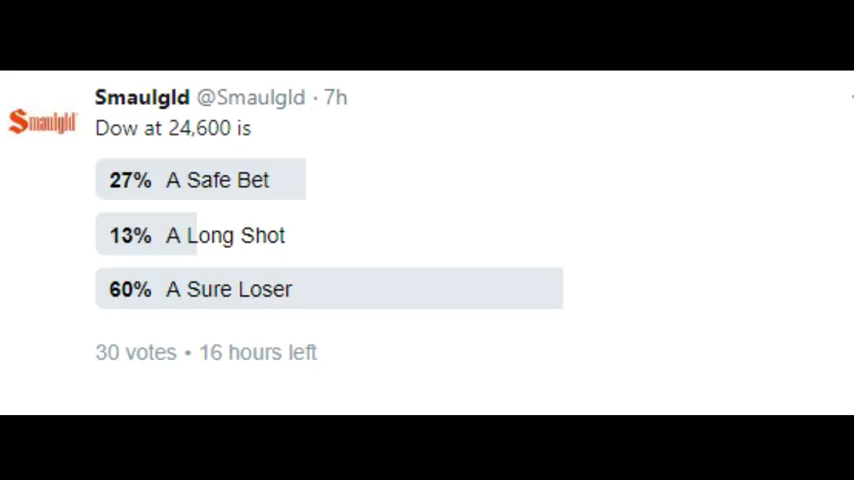 Smaulgld @Smaulgld · 7h
Smaulgld
Dow at 24,600 is
27% A Safe Bet
13% A Long Shot
60% A Sure Loser
30 votes • 16 hours left